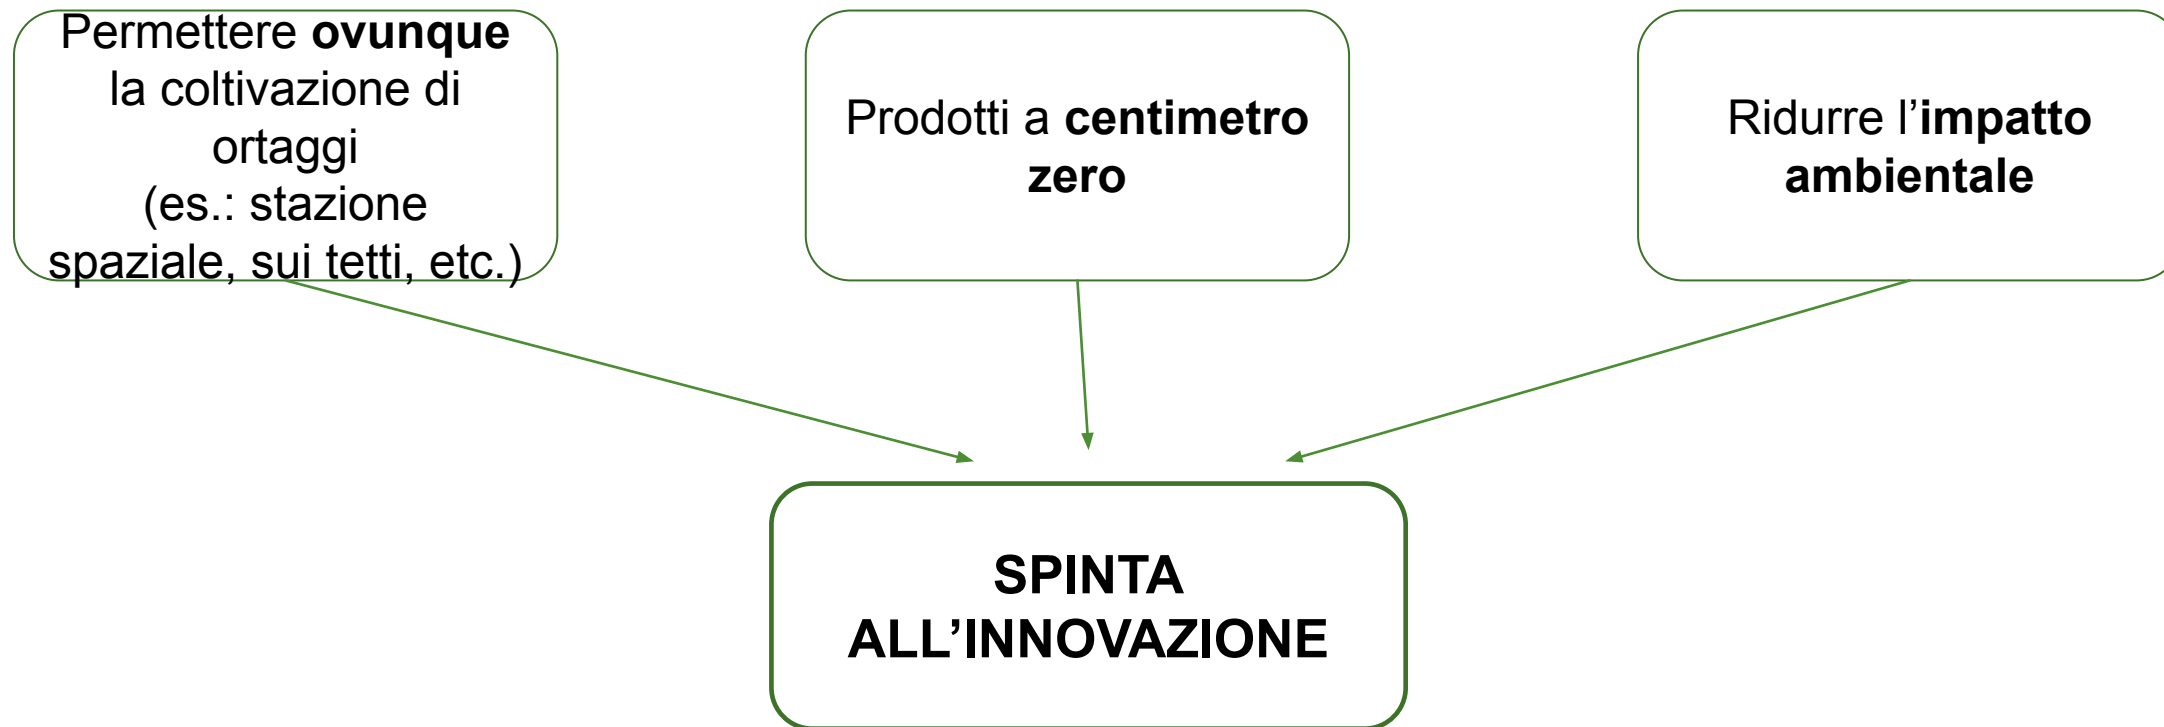 Permettere ovunque
la coltivazione di
ortaggi
(es.: stazione
spaziale, sui tetti, etc.)
Prodotti a centimetro
zero
Ridurre l’impatto
ambientale
SPINTA
ALL’INNOVAZIONE